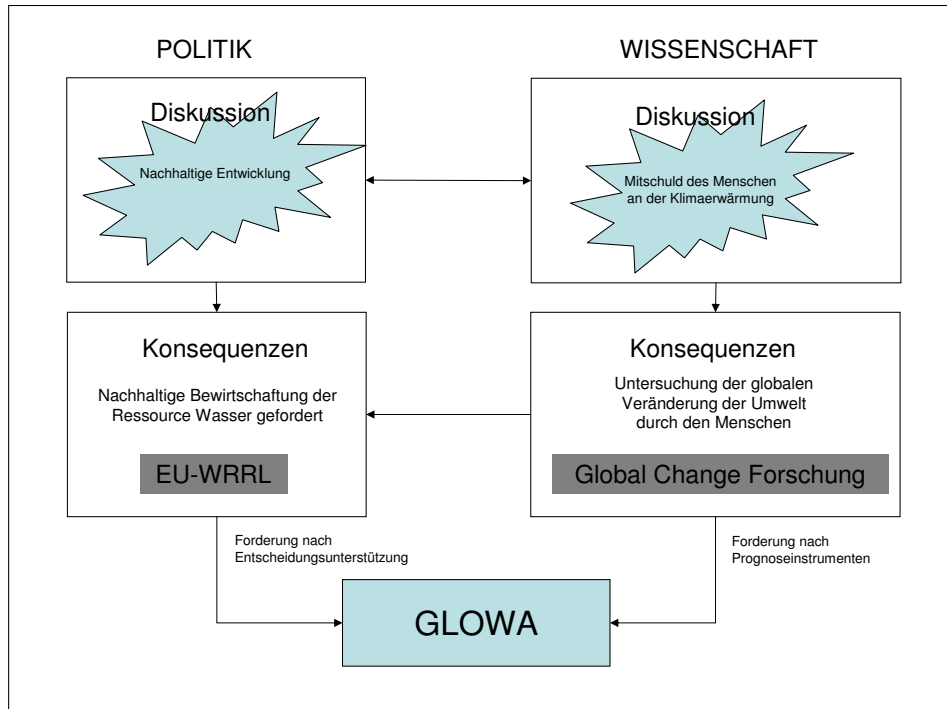 POLITIK
WISSENSCHAFT
Diskussion
Nachhaltige Entwicklung
Diskussion
Mitschuld des Menschen
an der Klimaerwärmung
Konsequenzen
Nachhaltige Bewirtschaftung der
Ressource Wasser gefordert
EU-WRRL
Konsequenzen
Untersuchung der globalen
Veränderung der Umwelt
durch den Menschen
Global Change Forschung
Forderung nach
Entscheidungsunterstützung
Forderung nach
Prognoseinstrumenten
GLOWA